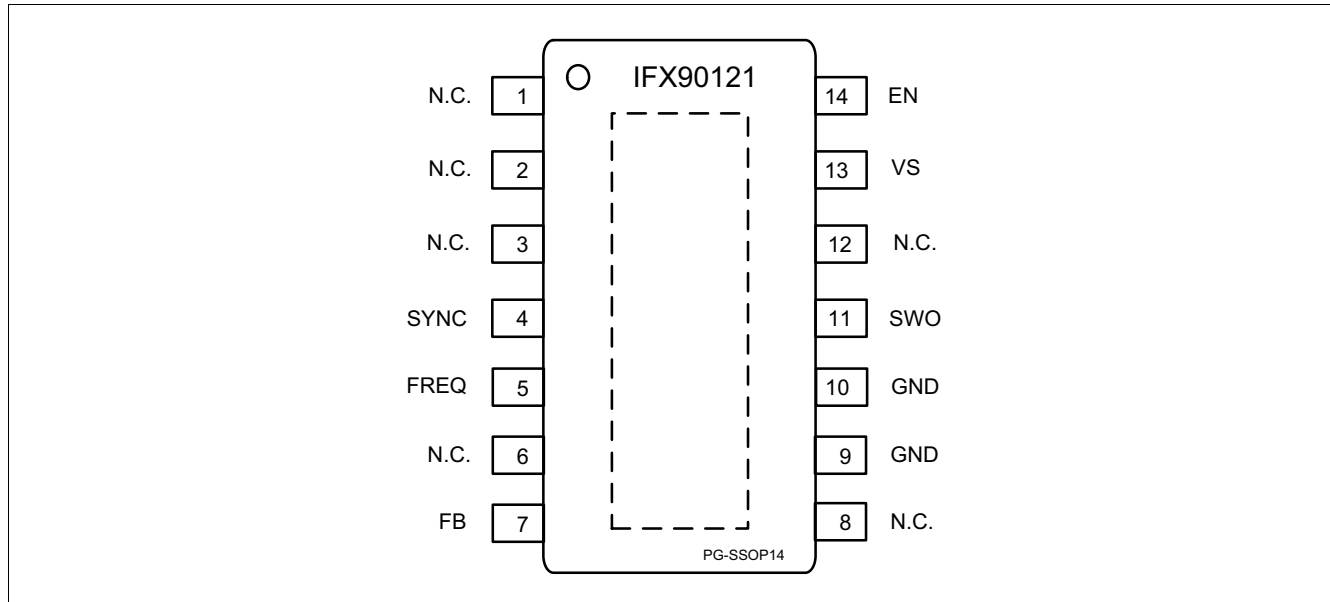 IFX90121
N.C. 1 14 EN
N.C. 2 13 VS
N.C. 3 12 N.C.
SYNC 4 11 SWO
FREQ 5 10 GND
N.C. 6 9 GND
FB 7 8 N.C.
PG-SSOP14